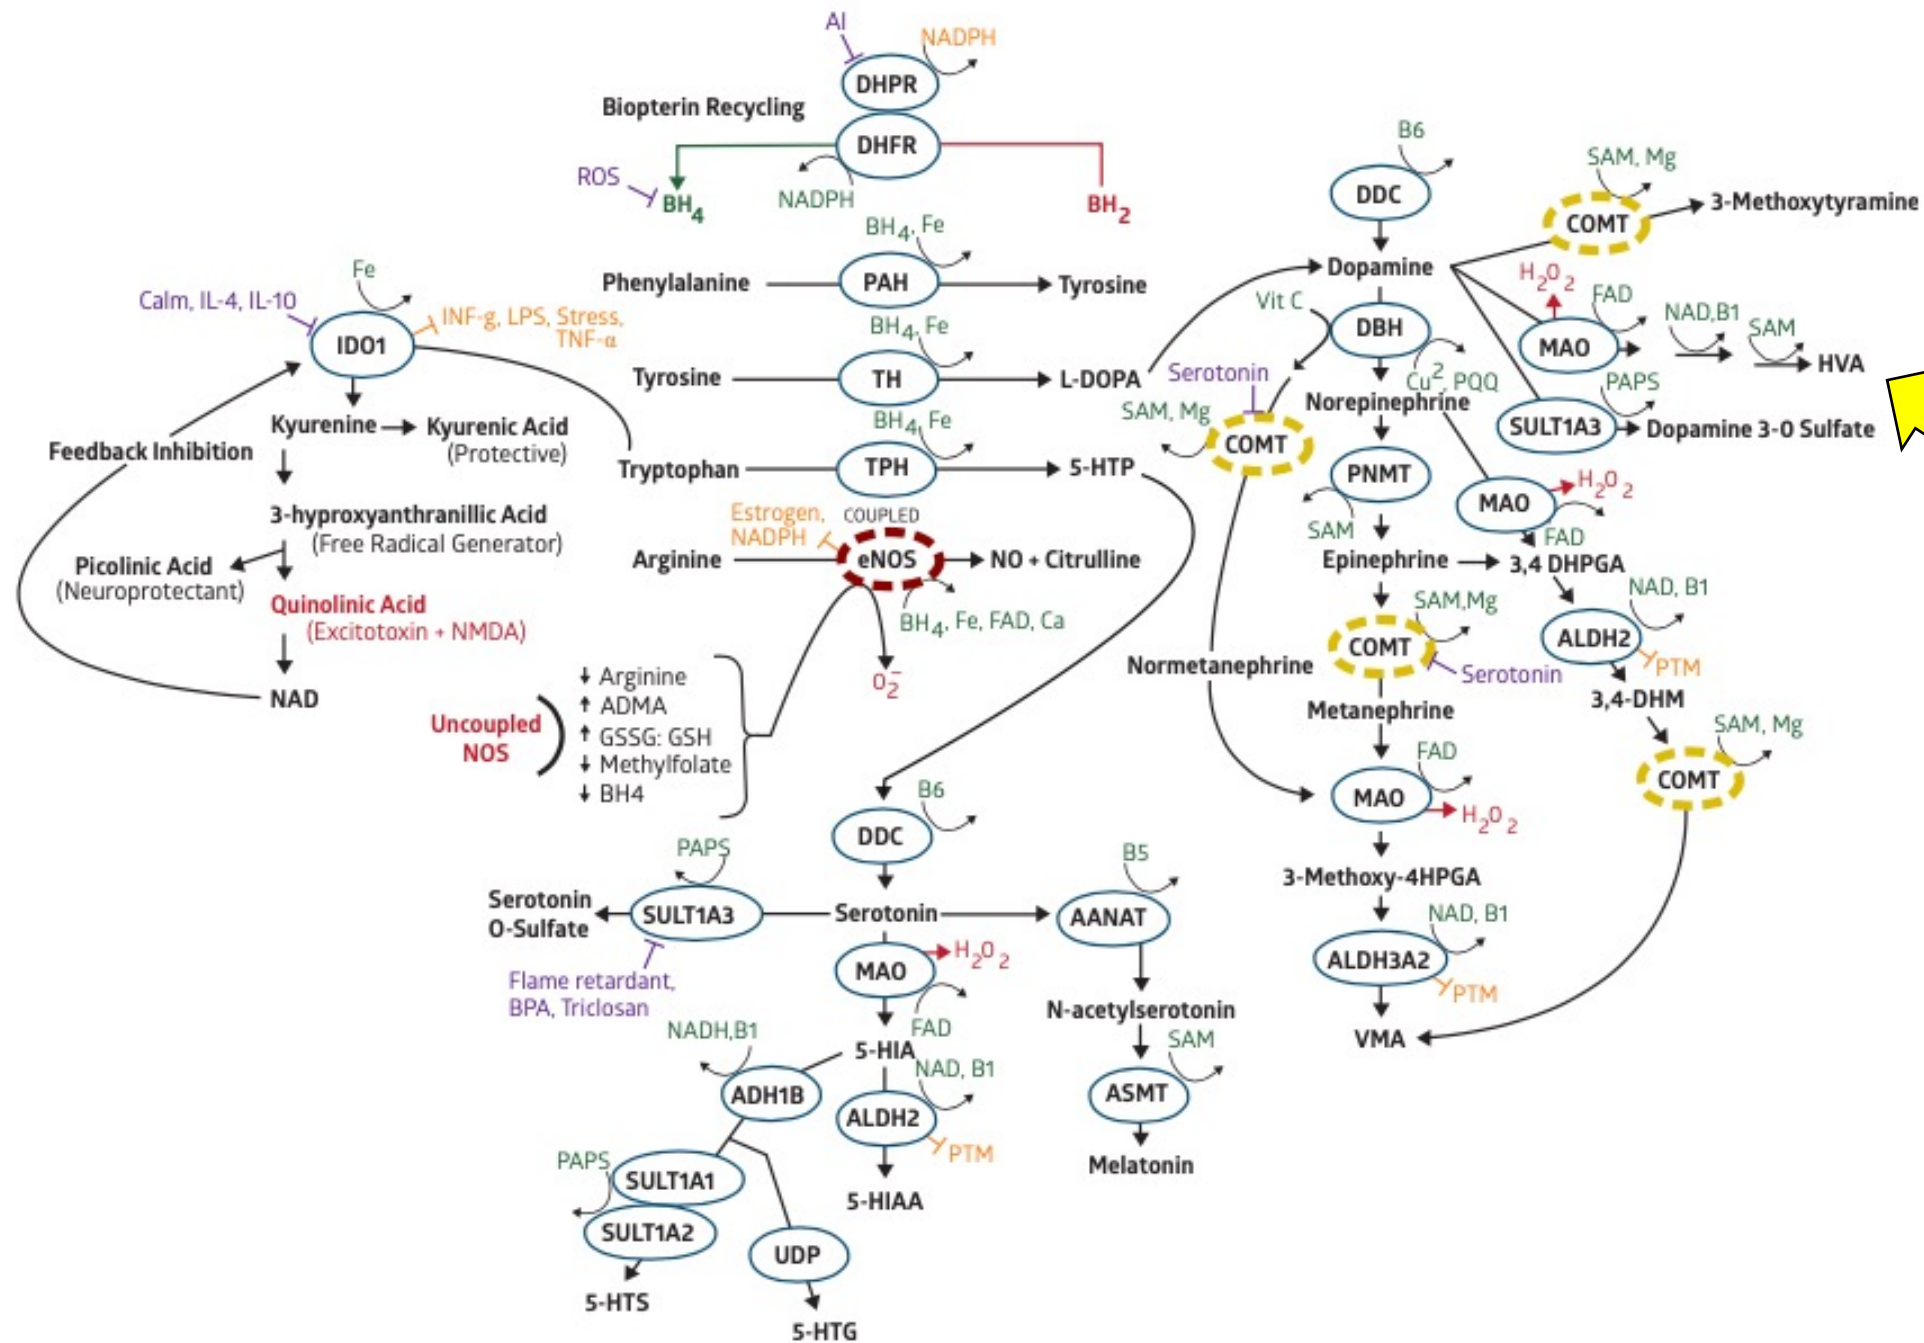 AI
NADPH
DHPR
Biopterin Recycling
DHFR
ROS
NADPH
BH4
BH2
BH4, Fe
Phenylalanine
PAH
Tyrosine
BH4, Fe
Tyrosine
TH
L-DOPA
BH4, Fe
Tryptophan
TPH
5-HTP
Estrogen,
NADPH
COUPLED
Arginine
eNOS
NO + Citrulline
BH4, Fe, FAD, Ca
O2-
Fe
Calm, IL-4, IL-10
INF-g, LPS, Stress,
TNF-α
IDO1
Kyurenine
Kyurenic Acid
(Protective)
Feedback Inhibition
3-hyproxyanthranillic Acid
(Free Radical Generator)
Picolinic Acid
(Neuroprotectant)
Quinolinic Acid
(Excitotoxin + NMDA)
NAD
Uncoupled
NOS
Arginine
ADMA
GSSG: GSH
Methylfolate
BH4
B6
DDC
PAPS
Serotonin
O-Sulfate
SULT1A3
Serotonin
Flame retardant,
BPA, Triclosan
MAO
H2O2
FAD
NADH,B1
5-HIA
NAD, B1
ADH1B
ALDH2
PTM
5-HIAA
PAPS
SULT1A1
SULT1A2
UDP
5-HTS
5-HTG
B5
AANAT
N-acetylserotonin
SAM
ASMT
Melatonin
B6
DDC
Dopamine
SAM, Mg
COMT
3-Methoxytyramine
H2O2
FAD
MAO
NAD,B1
SAM
HVA
PAPS
SULT1A3
Dopamine 3-O Sulfate
Vit C
DBH
Cu2, PQQ
Serotonin
SAM, Mg
COMT
Norepinephrine
PNMT
SAM
MAO
H2O2
FAD
Epinephrine
3,4 DHPGA
SAM,Mg
COMT
Serotonin
NAD, B1
ALDH2
PTM
3,4-DHM
Normetanephrine
Metanephrine
SAM, Mg
COMT
FAD
MAO
H2O2
3-Methoxy-4HPGA
NAD, B1
ALDH3A2
PTM
VMA